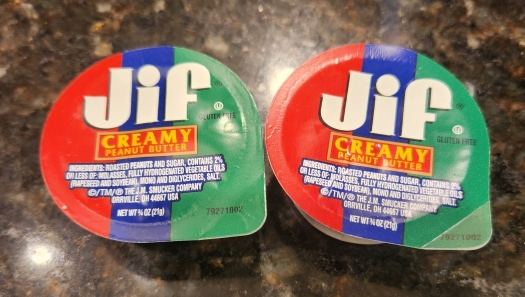 Jif
GLUTEN FREE
CREAMY
PEANUT BUTTER
INGREDIENTS: ROASTED PEANUTS AND SUGAR, CONTAINS 2%
OR LESS OF: MOLASSES, FULLY HYDROGENATED VEGETABLE OILS
(RAPESEED AND SOYBEAN), MONO AND DIGLYCERIDES, SALT.
©/TM/® THE J.M. SMUCKER COMPANY
ORRVILLE, OH 44667 USA
NET WT ¾ OZ (21g)
79271002
Jif
GLUTEN FREE
CREAMY
PEANUT BUTTER
INGREDIENTS: ROASTED PEANUTS AND SUGAR, CONTAINS 2%
OR LESS OF: MOLASSES, FULLY HYDROGENATED VEGETABLE OILS
(RAPESEED AND SOYBEAN), MONO AND DIGLYCERIDES, SALT.
©/TM/® THE J.M. SMUCKER COMPANY
ORRVILLE, OH 44667 USA
NET WT ¾ OZ (21g)
79271002